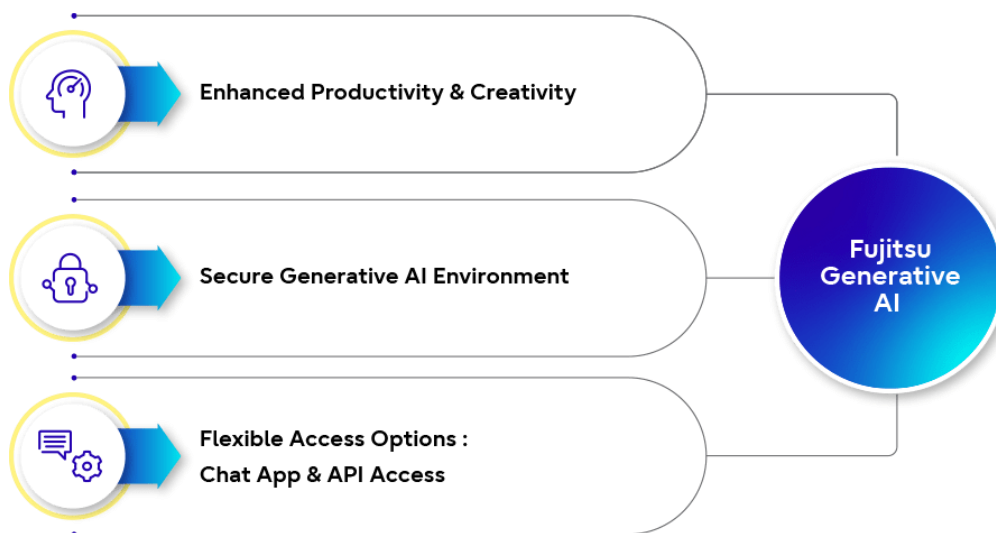 Enhanced Productivity & Creativity
Secure Generative AI Environment
Flexible Access Options :
Chat App & API Access
Fujitsu
Generative
AI